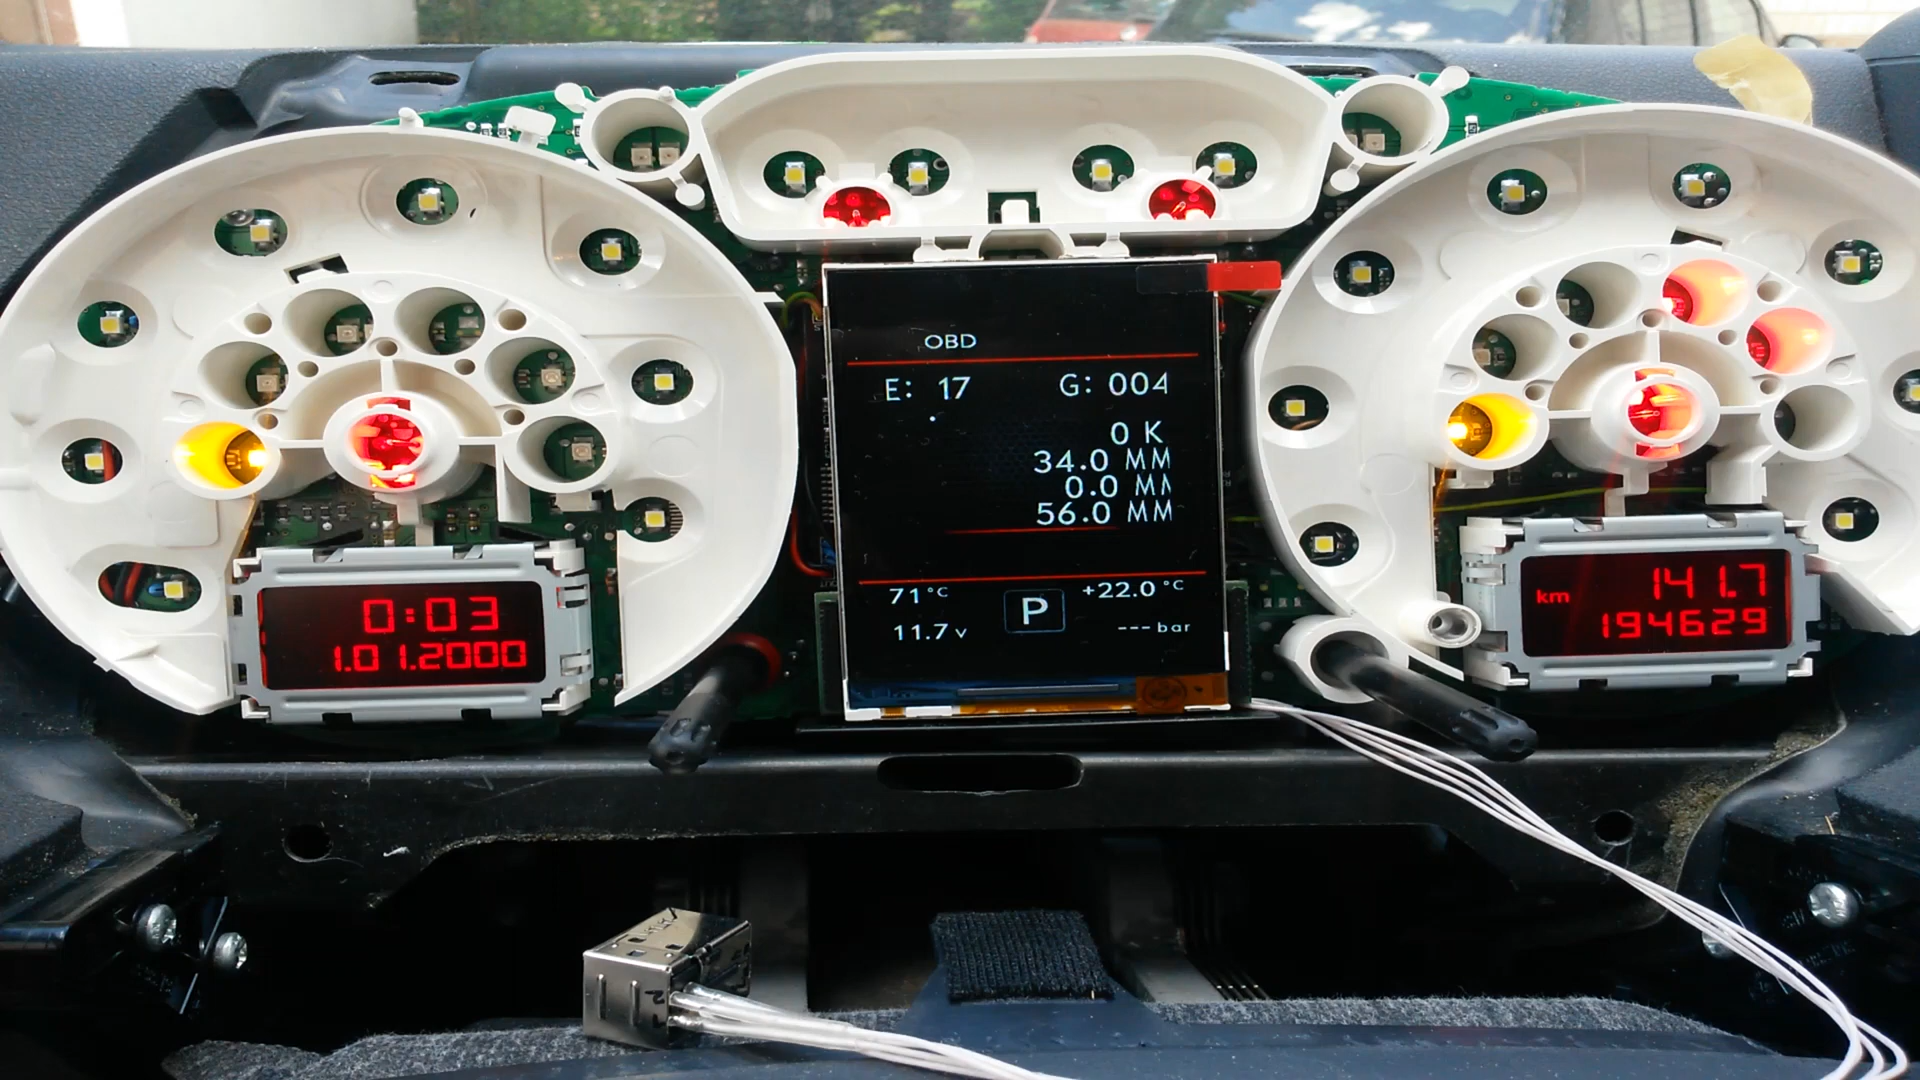 OBD
E: 17 G: 004
0 K
34.0 MM
0.0 MM
56.0 MM
71°C +22.0 °C
P
11.7 V --- bar
0:03
1.01.2000
km 141.7
194629